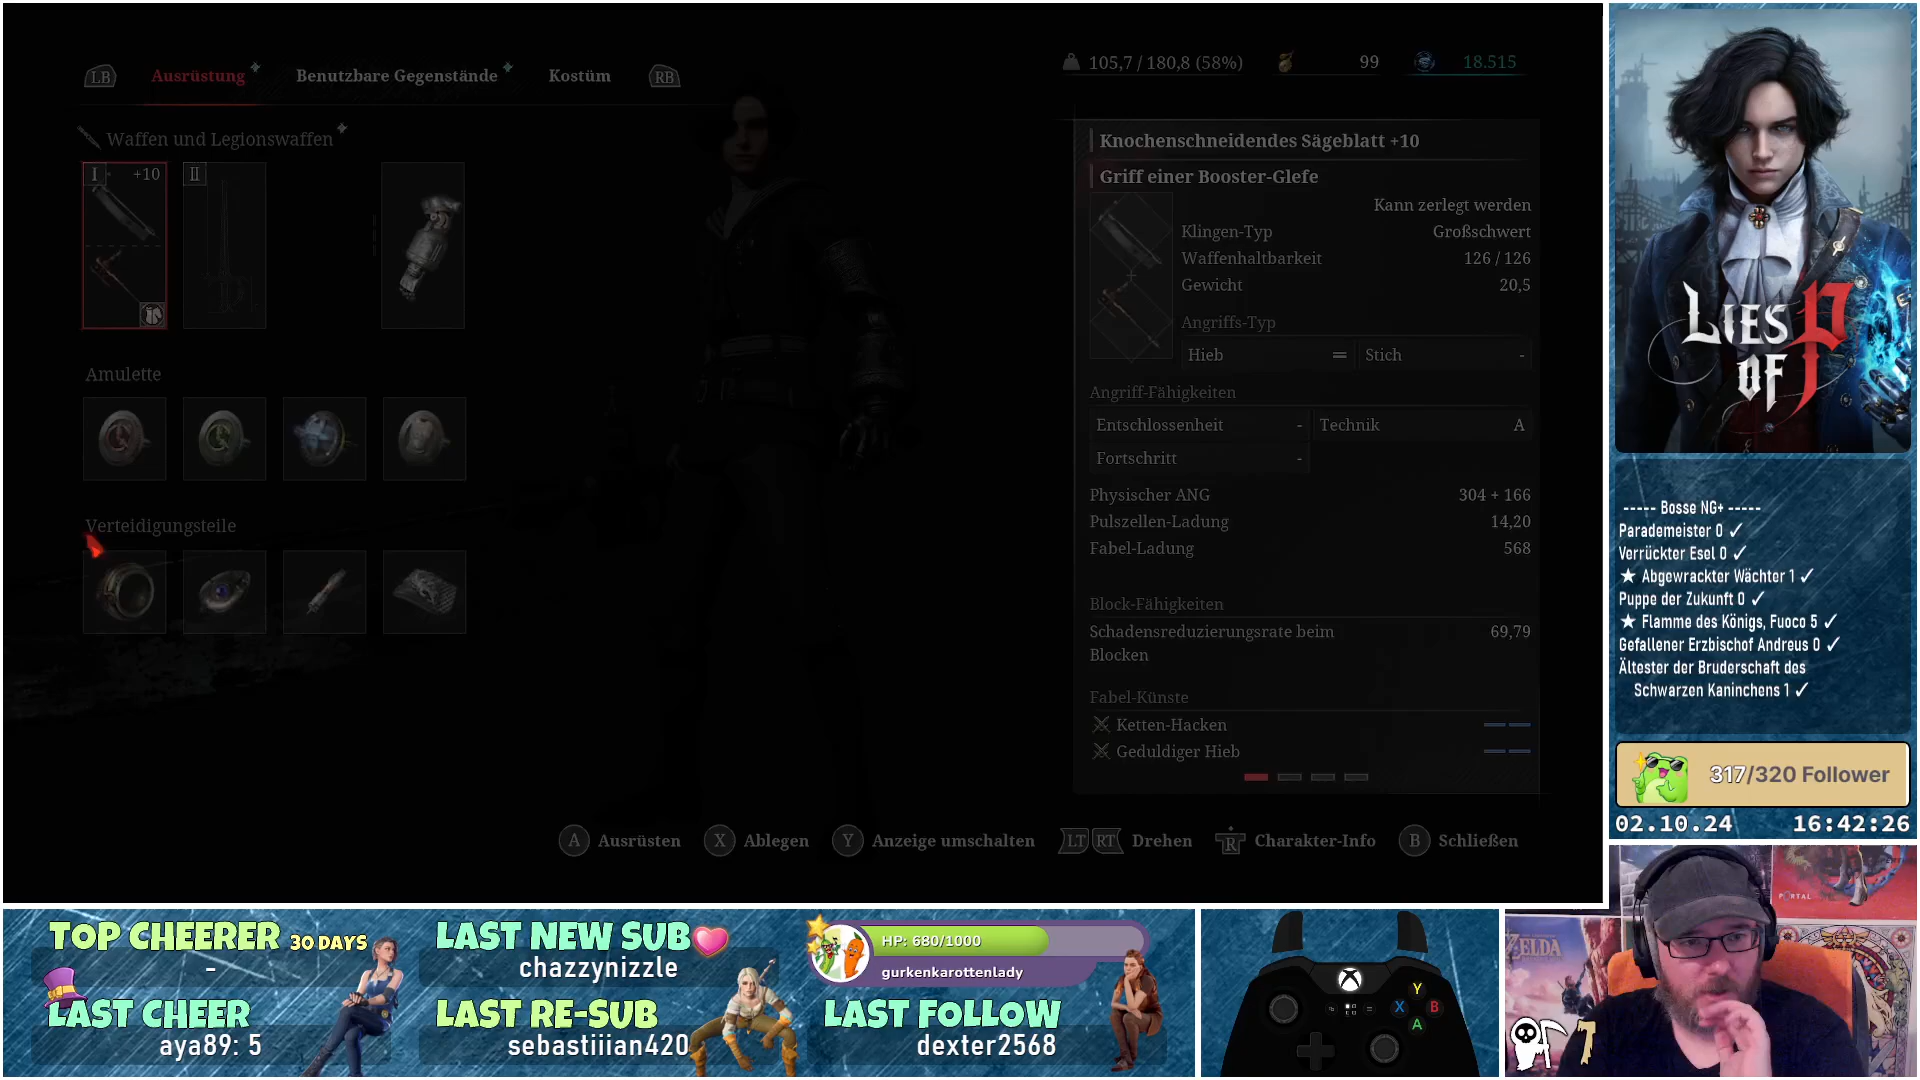 LB
Ausrüstung
Benutzbare Gegenstände
Kostüm
RB
105,7 / 180,8 (58%)
99
18.515
Waffen und Legionswaffen
I
+10
II
Amulette
Verteidigungsteile
Knochenschneidendes Sägeblatt +10
Griff einer Booster-Glefe
Kann zerlegt werden
Klingen-Typ Großschwert
Waffenhaltbarkeit 126 / 126
Gewicht 20,5
Angriffs-Typ
Hieb = Stich -
Angriff-Fähigkeiten
Entschlossenheit - Technik A
Fortschritt -
Physischer ANG 304 + 166
Pulszellen-Ladung 14,20
Fabel-Ladung 568
Block-Fähigkeiten
Schadensreduzierungsrate beim 69,79
Blocken
Fabel-Künste
Ketten-Hacken
Geduldiger Hieb
A Ausrüsten X Ablegen Y Anzeige umschalten LT RT Drehen R Charakter-Info B Schließen
LIES
OF P
----- Bosse NG+ -----
Parademeister 0 ✓
Verrückter Esel 0 ✓
★ Abgewrackter Wächter 1 ✓
Puppe der Zukunft 0 ✓
★ Flamme des Königs, Fuoco 5 ✓
Gefallener Erzbischof Andreus 0 ✓
Ältester der Bruderschaft des
Schwarzen Kaninchens 1 ✓
317/320 Follower
02.10.24 16:42:26
TOP CHEERER 30 DAYS
-
LAST CHEER
aya89: 5
LAST NEW SUB
chazzynizzle
LAST RE-SUB
sebastiiian420
HP: 680/1000
gurkenkarottenlady
LAST FOLLOW
dexter2568
Y
X
B
A
PORTAL
ZELDA
7